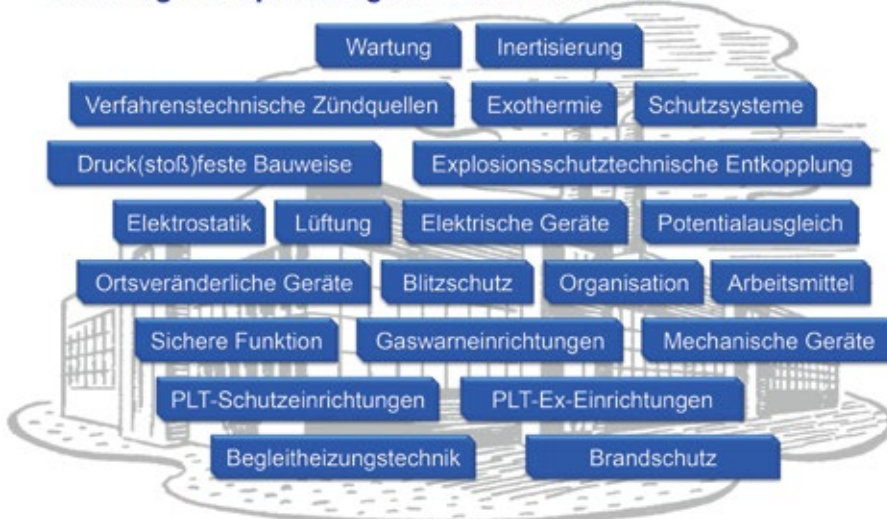 Wartung Inertisierung
Verfahrenstechnische Zündquellen Exothermie Schutzsysteme
Druck(stoß)feste Bauweise Explosionsschutztechnische Entkopplung
Elektrostatik Lüftung Elektrische Geräte Potentialausgleich
Ortsveränderliche Geräte Blitzschutz Organisation Arbeitsmittel
Sichere Funktion Gaswarneinrichtungen Mechanische Geräte
PLT-Schutzeinrichtungen PLT-Ex-Einrichtungen
Begleitheizungstechnik Brandschutz